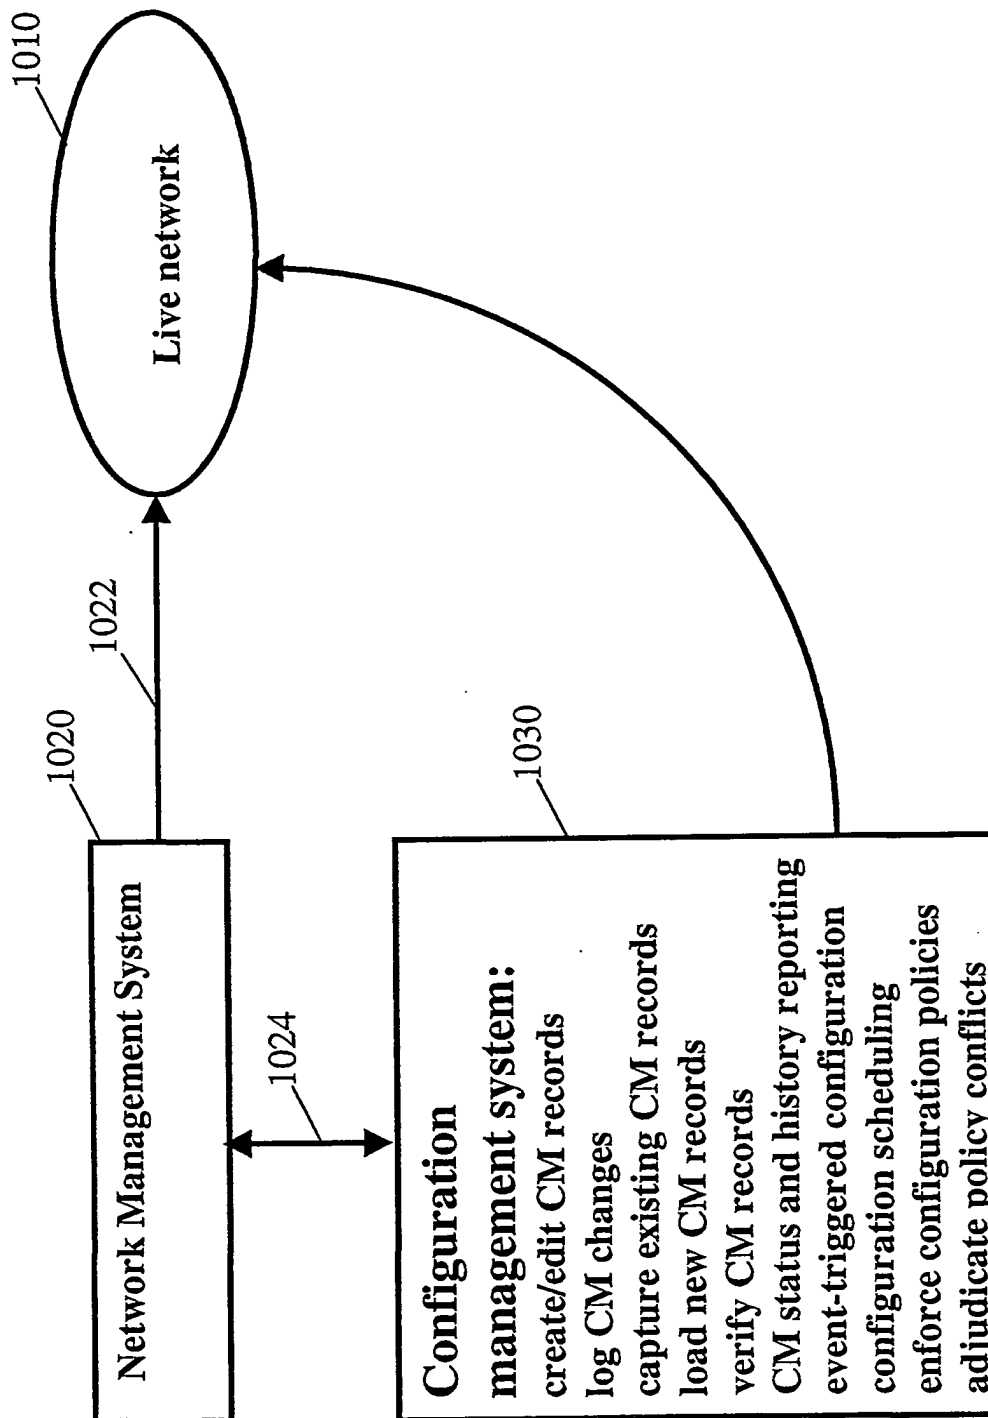 1010
Live network
1022
1020
Network Management System
1024
1030
Configuration
management system:
create/edit CM records
log CM changes
capture existing CM records
load new CM records
verify CM records
CM status and history reporting
event-triggered configuration
configuration scheduling
enforce configuration policies
adjudicate policy conflicts